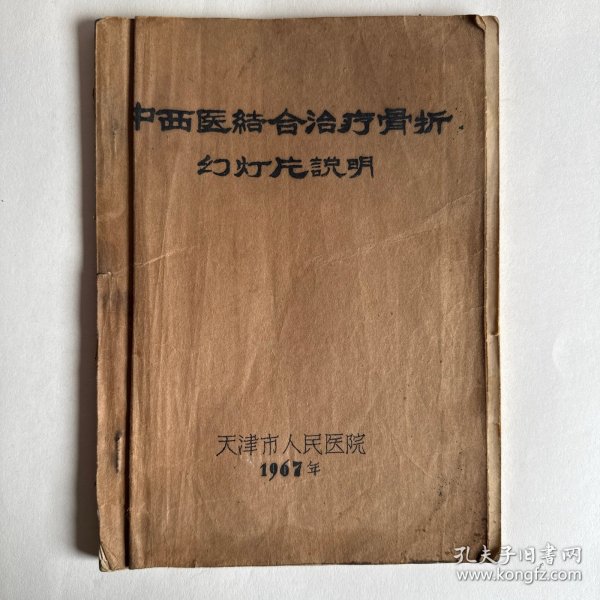 中西医結合治疗骨折
幻灯片説明
天津市人民医院
1967年
孔夫子旧书网
www.kongfz.com